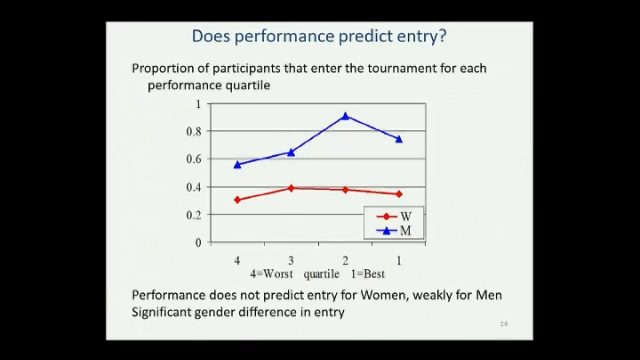 Does performance predict entry?
Proportion of participants that enter the tournament for each
performance quartile
1
0.8
0.6
0.4
0.2
0
W
M
4 3 2 1
4=Worst quartile 1=Best
Performance does not predict entry for Women, weakly for Men
Significant gender difference in entry
14